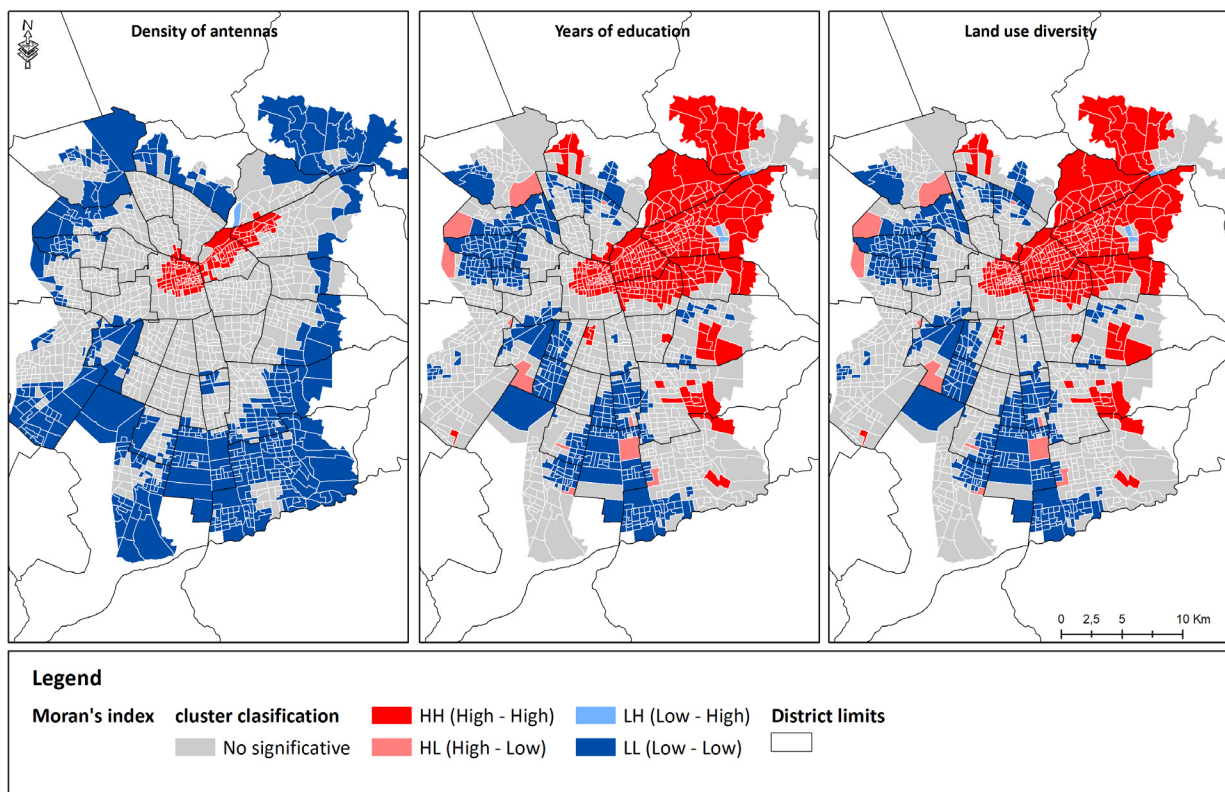 N
Density of antennas
Years of education
Land use diversity
0 2,5 5 10 Km
Legend
Moran's index cluster clasification HH (High - High) LH (Low - High) District limits
No significative HL (High - Low) LL (Low - Low)